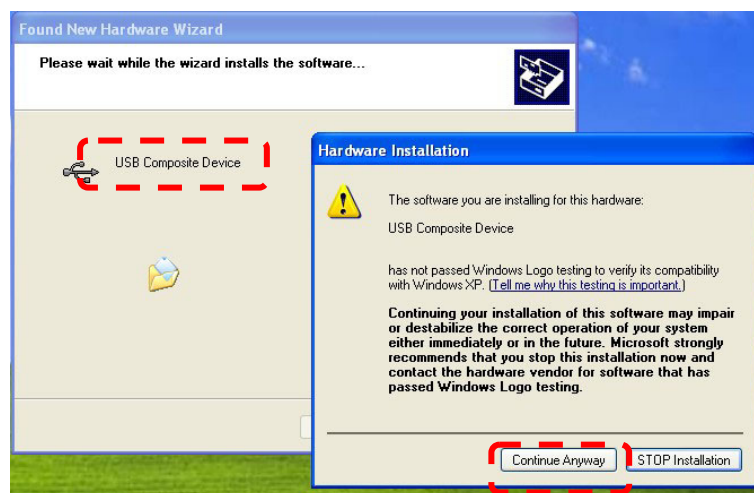 Found New Hardware Wizard
Please wait while the wizard installs the software...
USB Composite Device
Hardware Installation
The software you are installing for this hardware:
USB Composite Device
has not passed Windows Logo testing to verify its compatibility
with Windows XP. (Tell me why this testing is important.)
Continuing your installation of this software may impair
or destabilize the correct operation of your system
either immediately or in the future. Microsoft strongly
recommends that you stop this installation now and
contact the hardware vendor for software that has
passed Windows Logo testing.
Continue Anyway
STOP Installation